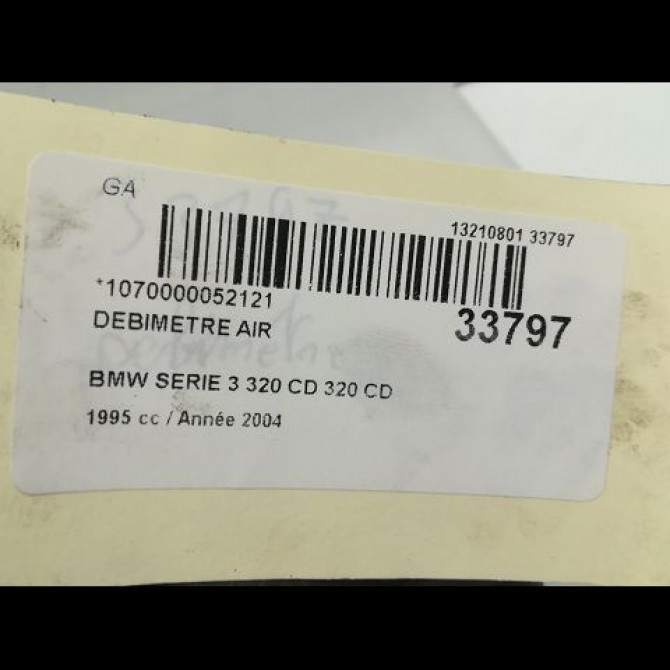 GA
13210801 33797
*1070000052121
33797
DEBIMETRE AIR
BMW SERIE 3 320 CD 320 CD
1995 cc / Année 2004